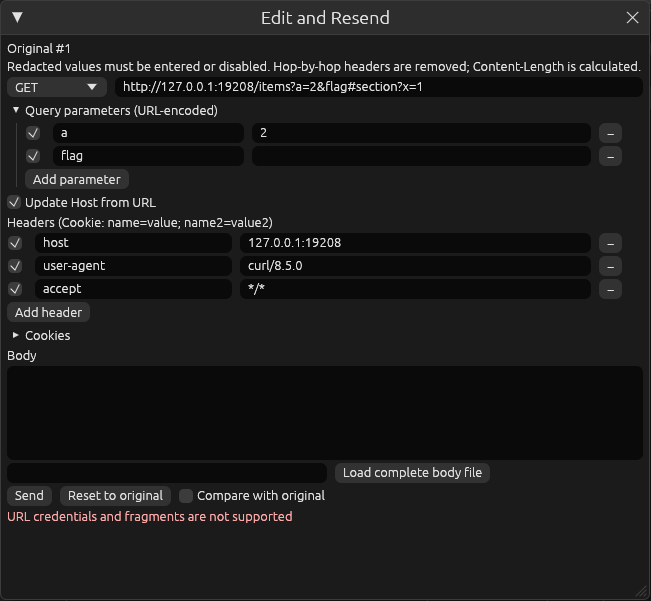 Edit and Resend
Original #1
Redacted values must be entered or disabled. Hop-by-hop headers are removed; Content-Length is calculated.
GET http://127.0.0.1:19208/items?a=2&flag#section?x=1
Query parameters (URL-encoded)
a 2 –
flag –
Add parameter
Update Host from URL
Headers (Cookie: name=value; name2=value2)
host 127.0.0.1:19208 –
user-agent curl/8.5.0 –
accept */* –
Add header
Cookies
Body
Load complete body file
Send Reset to original Compare with original
URL credentials and fragments are not supported